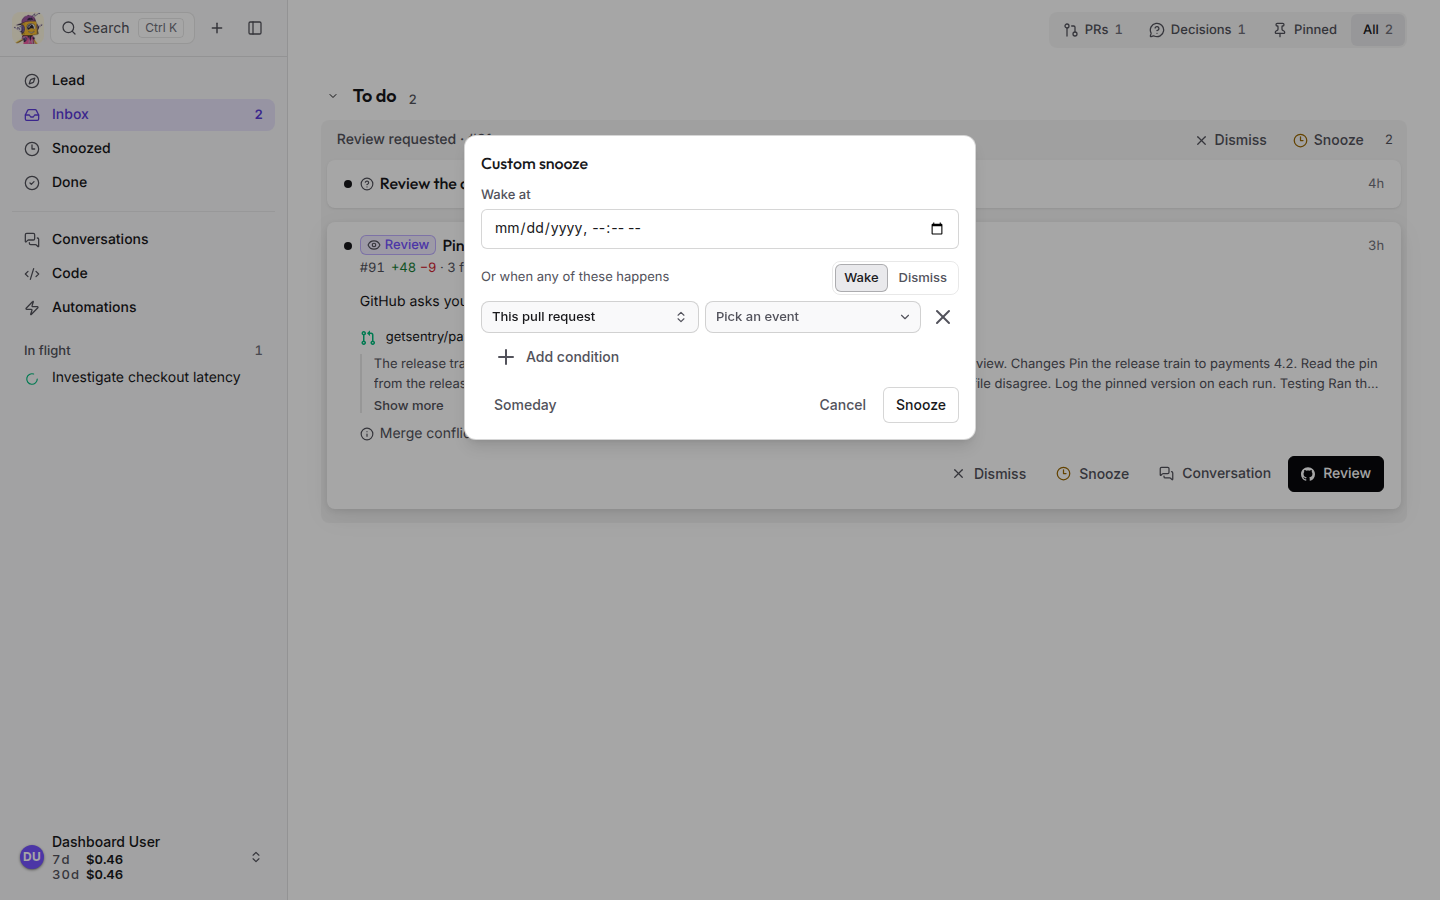 Search Ctrl K
PRs 1 Decisions 1 Pinned All 2
Lead
Inbox 2
Snoozed
Done
Conversations
Code
Automations
In flight 1
Investigate checkout latency
To do 2
Review requested ·
Dismiss Snooze 2
Review the
4h
Review Pin
3h
#91 +48 −9 · 3 f
GitHub asks you
getsentry/pa
The release tra
view. Changes Pin the release train to payments 4.2. Read the pin
from the releas
ile disagree. Log the pinned version on each run. Testing Ran th...
Show more
Merge conflic
Dismiss Snooze Conversation Review
Custom snooze
Wake at
mm/dd/yyyy, --:-- --
Or when any of these happens Wake Dismiss
This pull request Pick an event
Add condition
Someday Cancel Snooze
DU Dashboard User
7d $0.46
30d $0.46